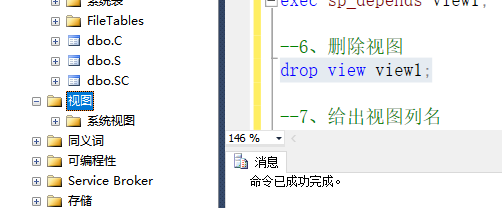 系统表
FileTables
dbo.C
dbo.S
dbo.SC
视图
系统视图
同义词
可编程性
Service Broker
存储
exec sp_depends view1;
--6、删除视图
drop view view1;
--7、给出视图列名
146 %
消息
命令已成功完成。